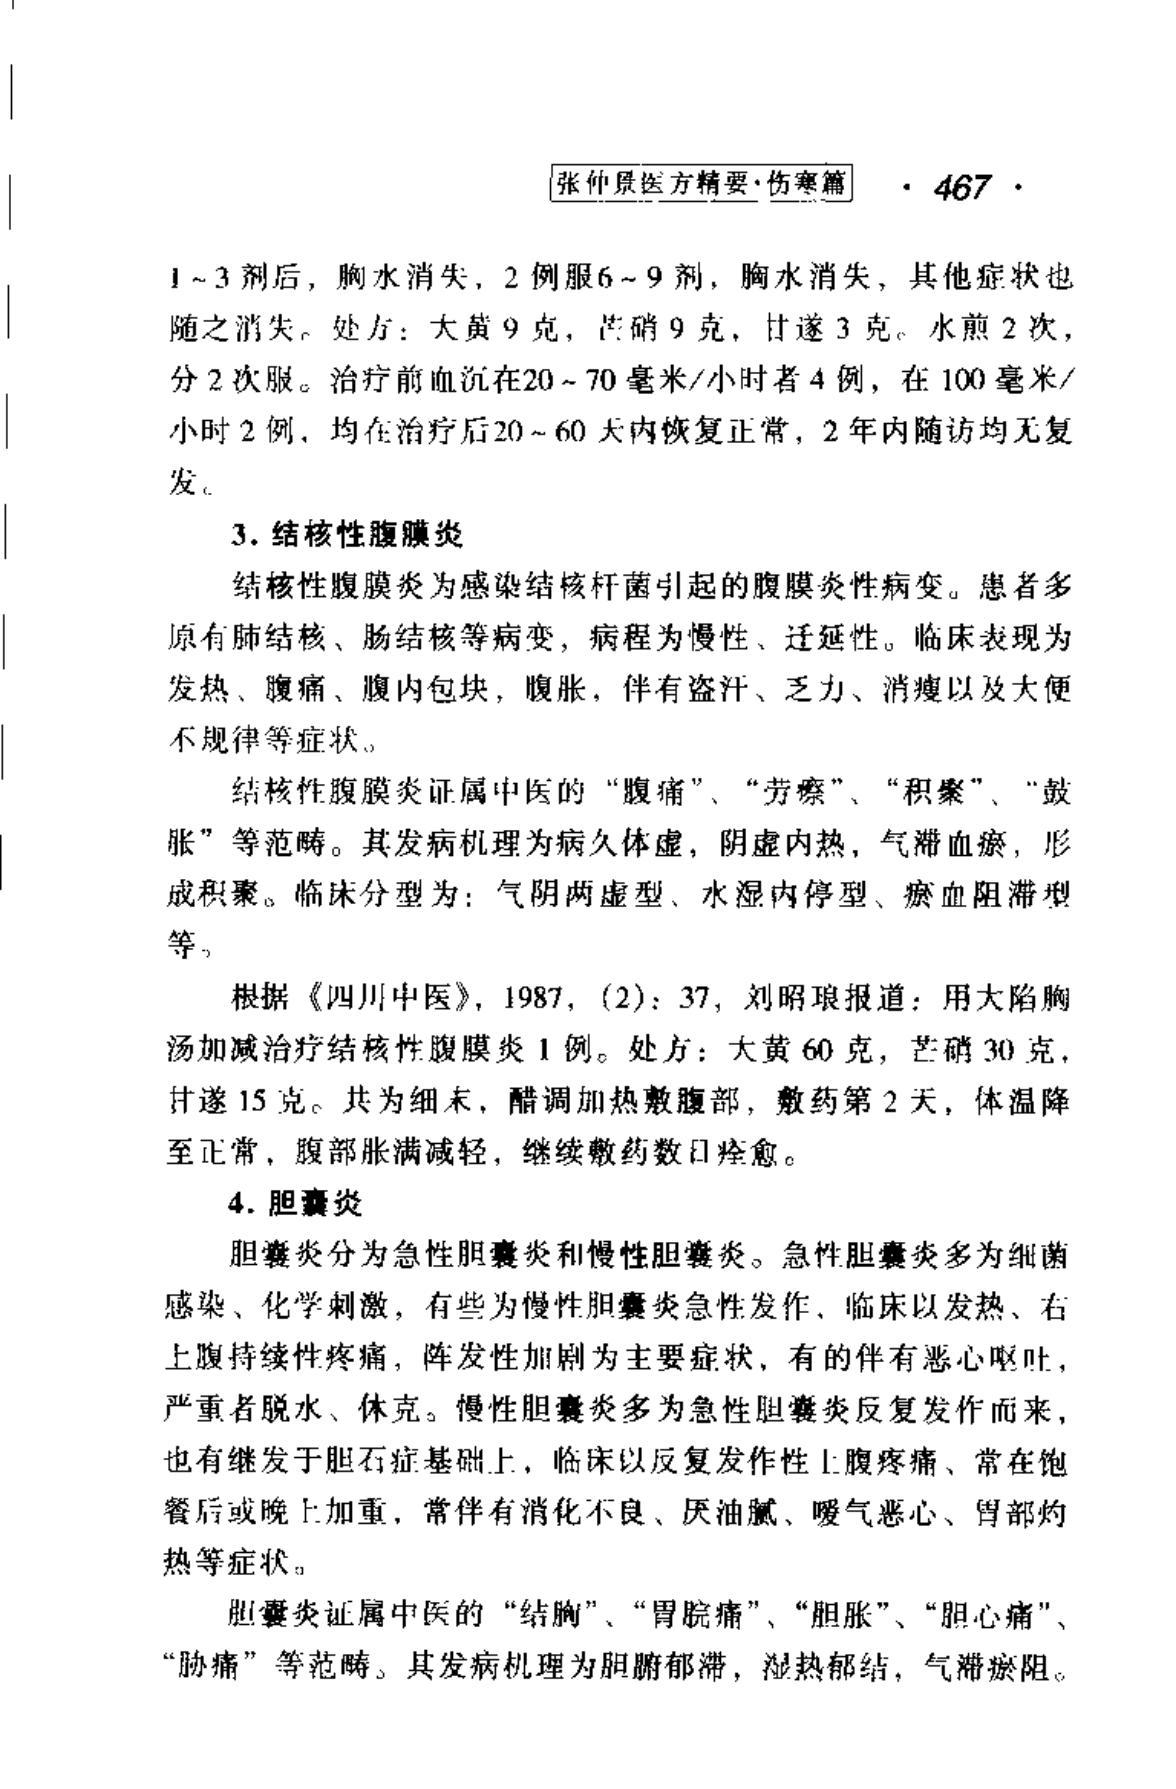 张仲景医方精要·伤寒篇 · 467 ·
1~3 剂后，胸水消失，2 例服6~9 剂，胸水消失，其他症状也
随之消失。处方：大黄 9 克，芒硝 9 克，甘遂 3 克。水煎 2 次，
分 2 次服。治疗前血沉在20~70 毫米/小时者 4 例，在 100 毫米/
小时 2 例，均在治疗后20~60 天内恢复正常，2 年内随访均无复
发。
3. 结核性腹膜炎
结核性腹膜炎为感染结核杆菌引起的腹膜炎性病变。患者多
原有肺结核、肠结核等病变，病程为慢性、迁延性。临床表现为
发热、腹痛、腹内包块，腹胀，伴有盗汗、乏力、消瘦以及大便
不规律等症状。
结核性腹膜炎证属中医的“腹痛”、“劳瘵”、“积聚”、“鼓
胀”等范畴。其发病机理为病久体虚，阴虚内热，气滞血瘀，形
成积聚。临床分型为：气阴两虚型、水湿内停型、瘀血阻滞型
等。
根据《四川中医》，1987，(2)：37，刘昭琅报道：用大陷胸
汤加减治疗结核性腹膜炎 1 例。处方：大黄 60 克，芒硝 30 克，
甘遂 15 克。共为细末，醋调加热敷腹部，敷药第 2 天，体温降
至正常，腹部胀满减轻，继续敷药数日痊愈。
4. 胆囊炎
胆囊炎分为急性胆囊炎和慢性胆囊炎。急性胆囊炎多为细菌
感染、化学刺激，有些为慢性胆囊炎急性发作，临床以发热、右
上腹持续性疼痛，阵发性加剧为主要症状，有的伴有恶心呕吐，
严重者脱水、休克。慢性胆囊炎多为急性胆囊炎反复发作而来，
也有继发于胆石症基础上，临床以反复发作性上腹疼痛、常在饱
餐后或晚上加重，常伴有消化不良、厌油腻、嗳气恶心、胃部灼
热等症状。
胆囊炎证属中医的“结胸”、“胃脘痛”、“胆胀”、“胆心痛”、
“胁痛”等范畴。其发病机理为胆腑郁滞，湿热郁结，气滞瘀阻。